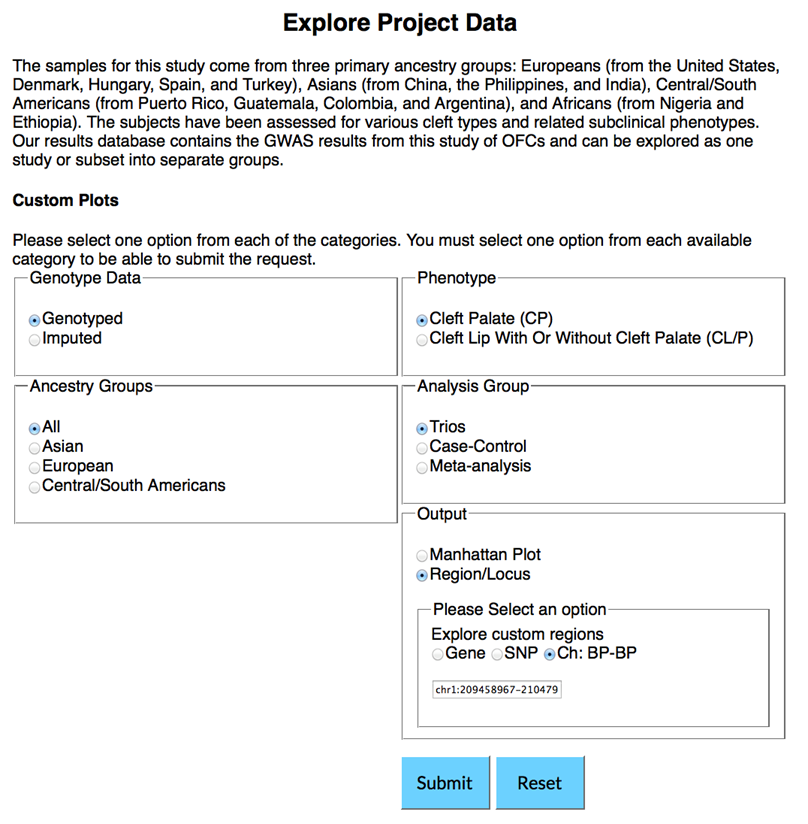 Explore Project Data
The samples for this study come from three primary ancestry groups: Europeans (from the United States,
Denmark, Hungary, Spain, and Turkey), Asians (from China, the Philippines, and India), Central/South
Americans (from Puerto Rico, Guatemala, Colombia, and Argentina), and Africans (from Nigeria and
Ethiopia). The subjects have been assessed for various cleft types and related subclinical phenotypes.
Our results database contains the GWAS results from this study of OFCs and can be explored as one
study or subset into separate groups.
Custom Plots
Please select one option from each of the categories. You must select one option from each available
category to be able to submit the request.
Genotype Data
Genotyped
Imputed
Phenotype
Cleft Palate (CP)
Cleft Lip With Or Without Cleft Palate (CL/P)
Ancestry Groups
All
Asian
European
Central/South Americans
Analysis Group
Trios
Case-Control
Meta-analysis
Output
Manhattan Plot
Region/Locus
Please Select an option
Explore custom regions
Gene SNP Ch: BP-BP
chr1:209458967-210479
Submit Reset